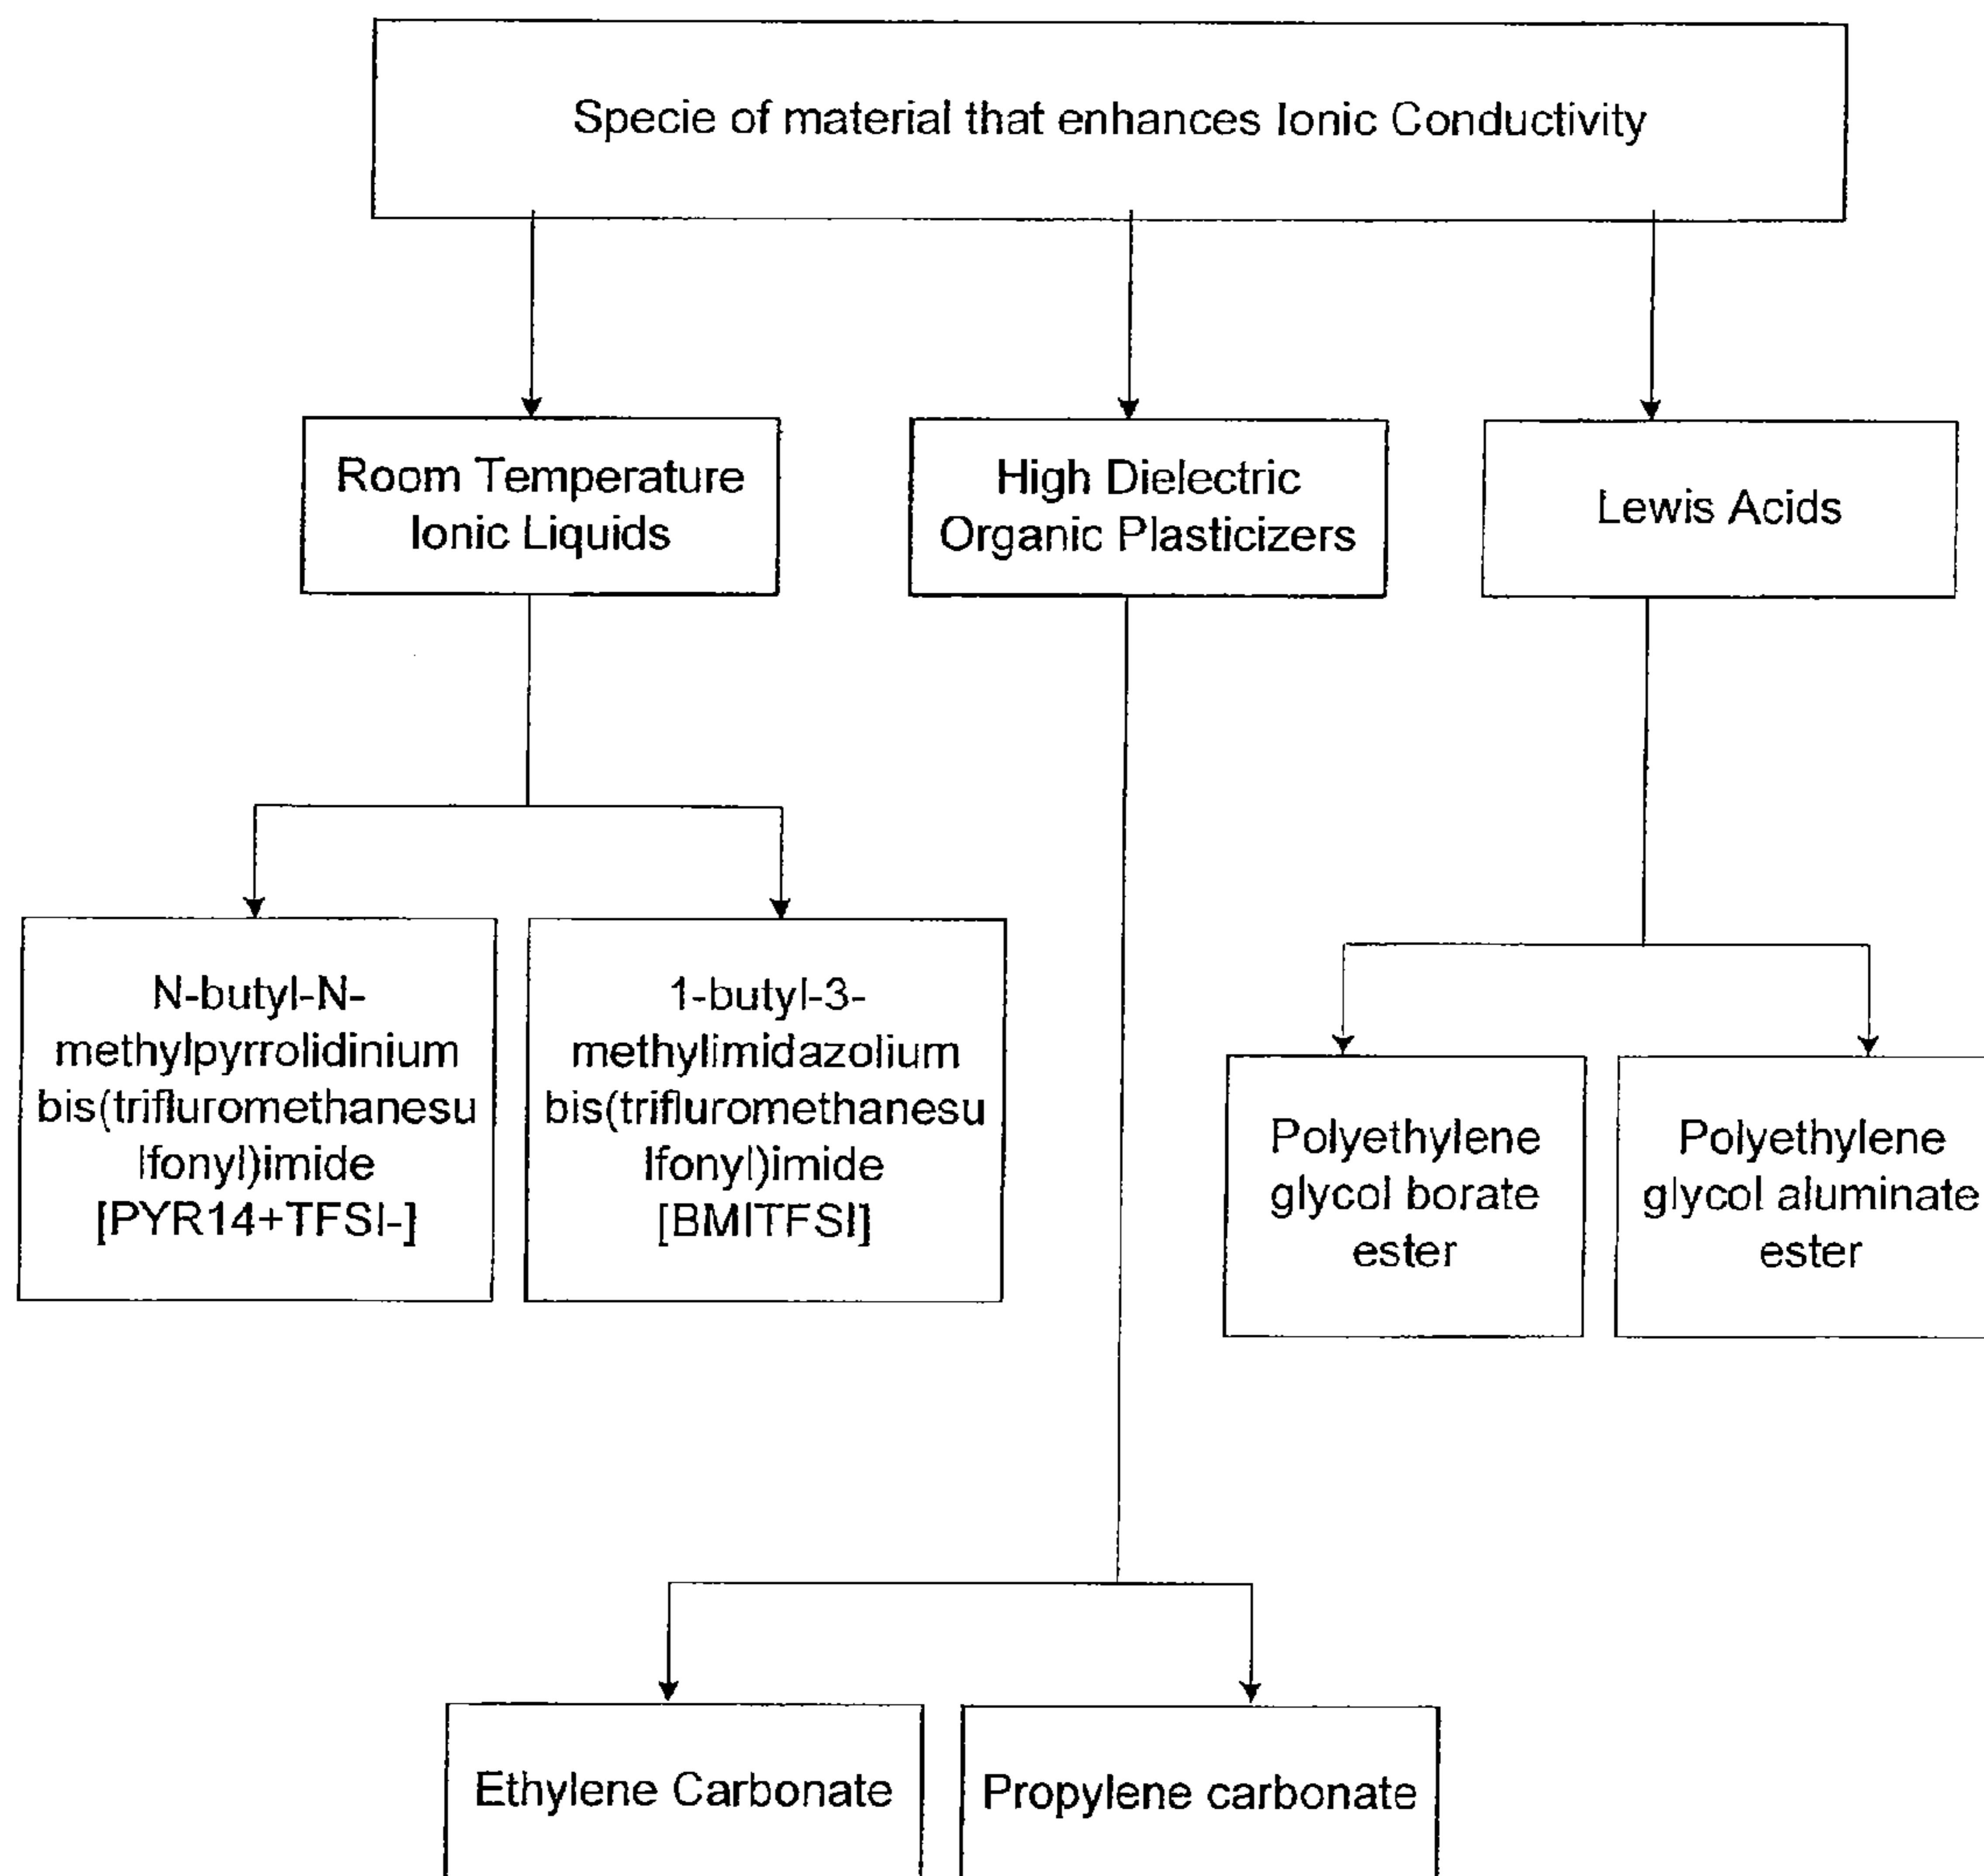 Specie of material that enhances Ionic Conductivity
Room Temperature
Ionic Liquids
High Dielectric
Organic Plasticizers
Lewis Acids
N-butyl-N-
methylpyrrolidinium
bis(trifluromethanesu
lfonyl)imide
[PYR14+TFSI-]
1-butyl-3-
methylimidazolium
bis(trifluromethanesu
lfonyl)imide
[BMITFSI]
Polyethylene
glycol borate
ester
Polyethylene
glycol aluminate
ester
Ethylene Carbonate
Propylene carbonate